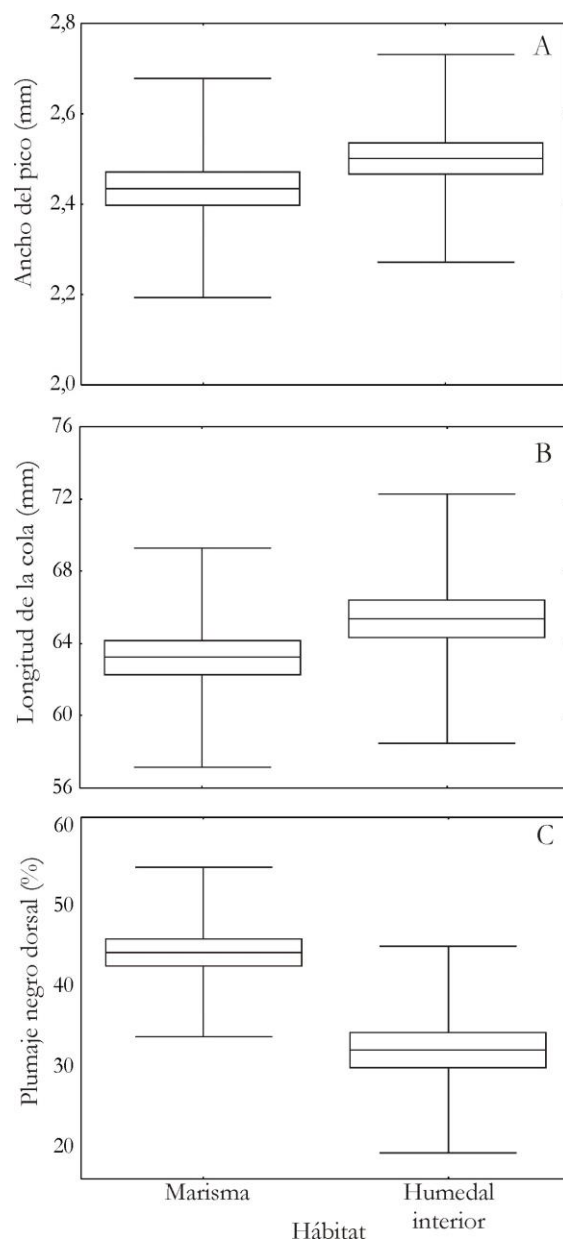 A
Ancho del pico (mm)
2,8
2,6
2,4
2,2
2,0
B
Longitud de la cola (mm)
76
72
68
64
60
56
C
Plumaje negro dorsal (%)
60
50
40
30
20
Marisma
Humedal
interior
Hábitat